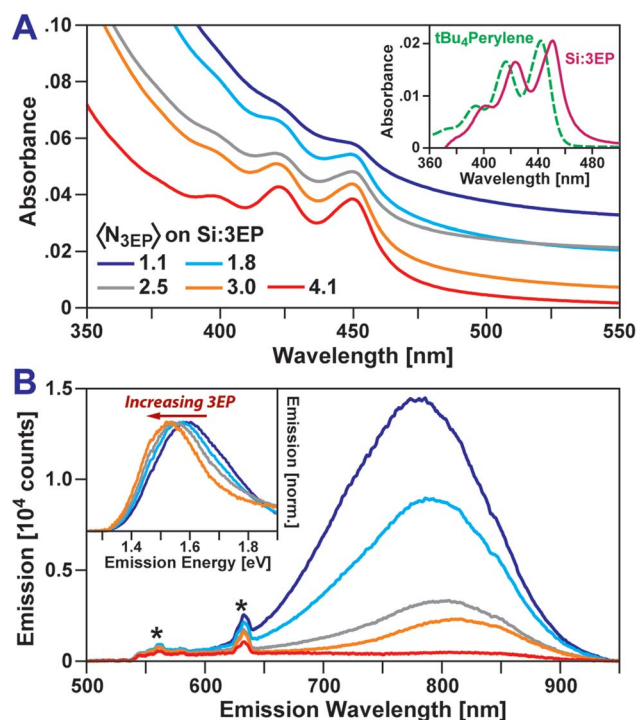 A
.10
.08
.06
.04
.02
0
Absorbance
350
400
450
500
550
Wavelength [nm]
⟨N3EP⟩ on Si:3EP
1.1
1.8
2.5
3.0
4.1
tBu4Perylene
Si:3EP
.02
.01
0
Absorbance
360
400
440
480
Wavelength [nm]
B
1.5
1.0
0.5
0
Emission [10⁴ counts]
500
600
700
800
900
Emission Wavelength [nm]
Increasing 3EP
1.4
1.6
1.8
Emission Energy [eV]
Emission
[norm.]
*
*